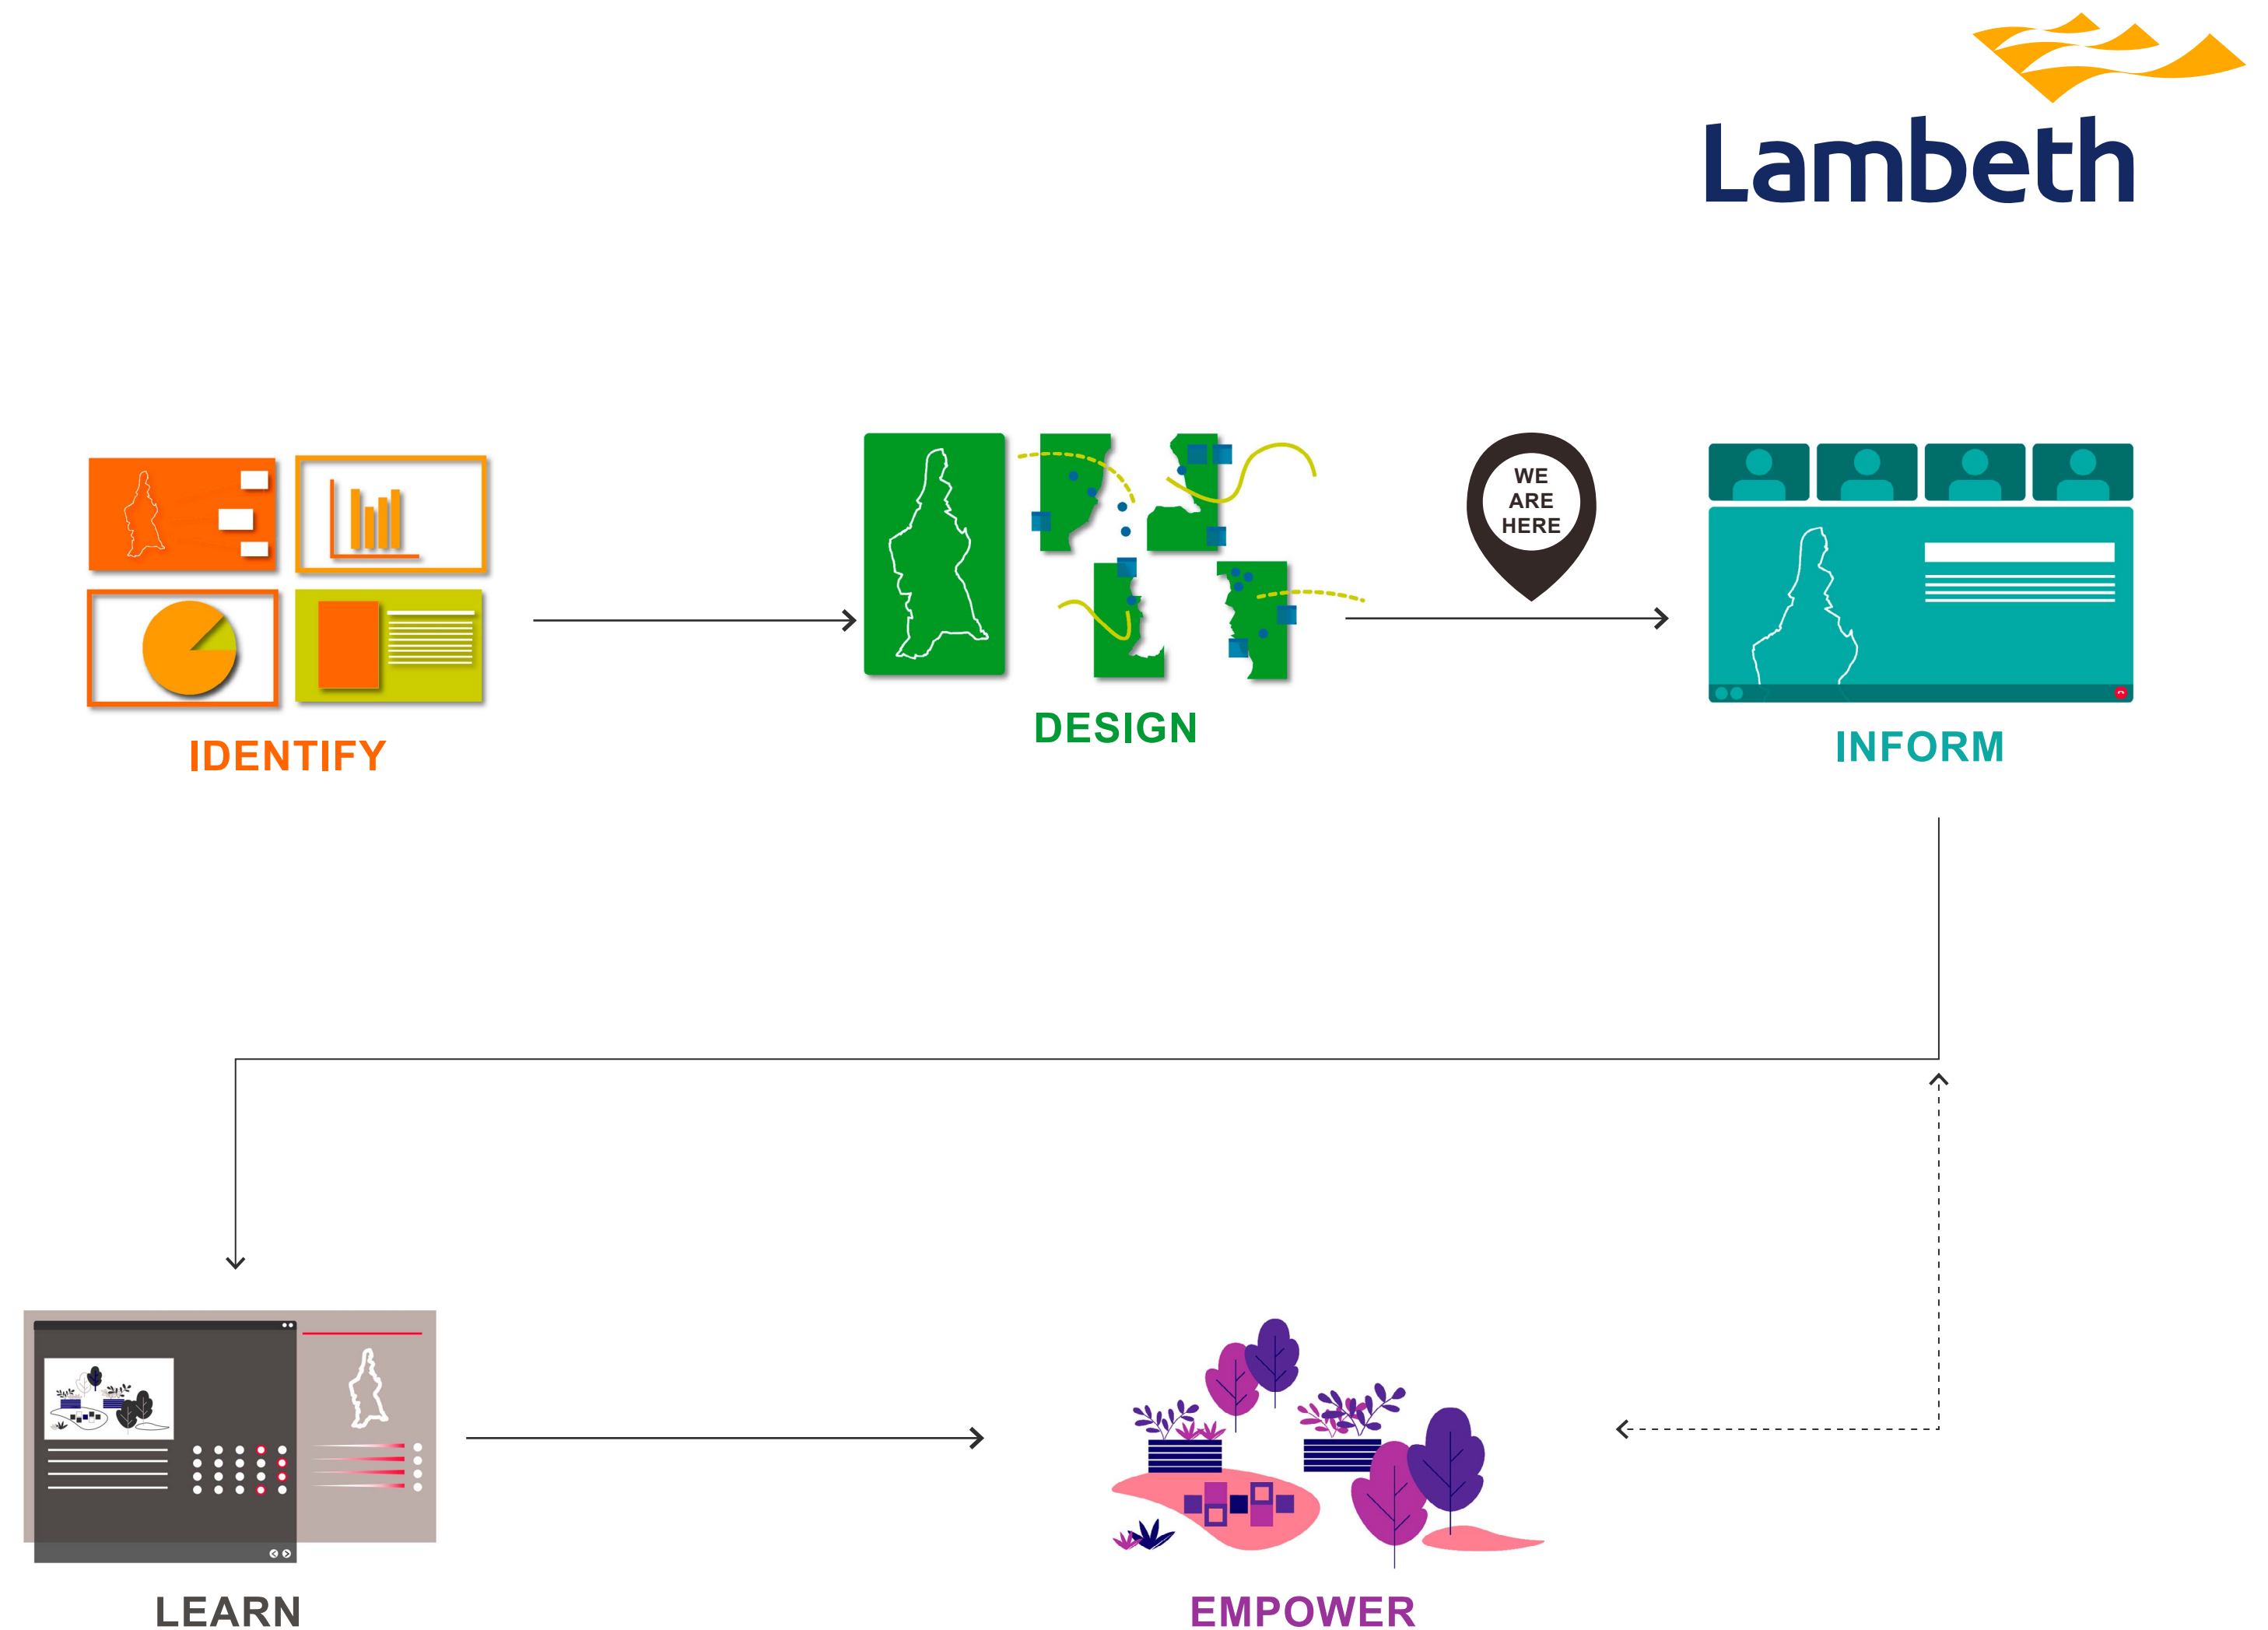 Lambeth
WE
ARE
HERE
IDENTIFY
DESIGN
INFORM
LEARN
EMPOWER